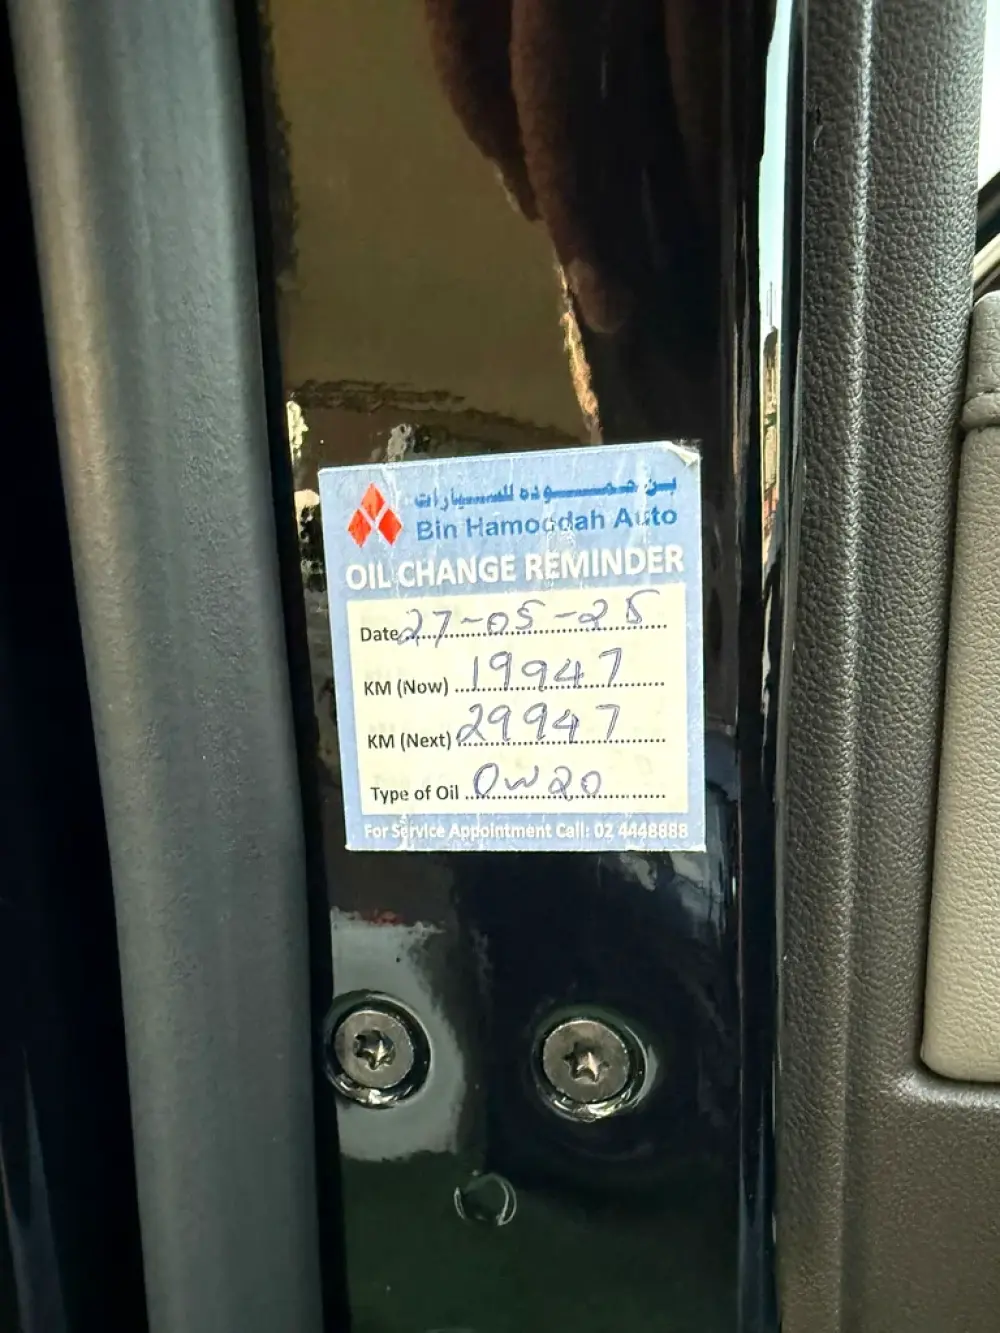 بن حمـــوده للسيارات
Bin Hamoodah Auto
OIL CHANGE REMINDER
Date 27-05-25
KM (Now) 19947
KM (Next) 29947
Type of Oil 0W20
For Service Appointment Call: 02 4448888